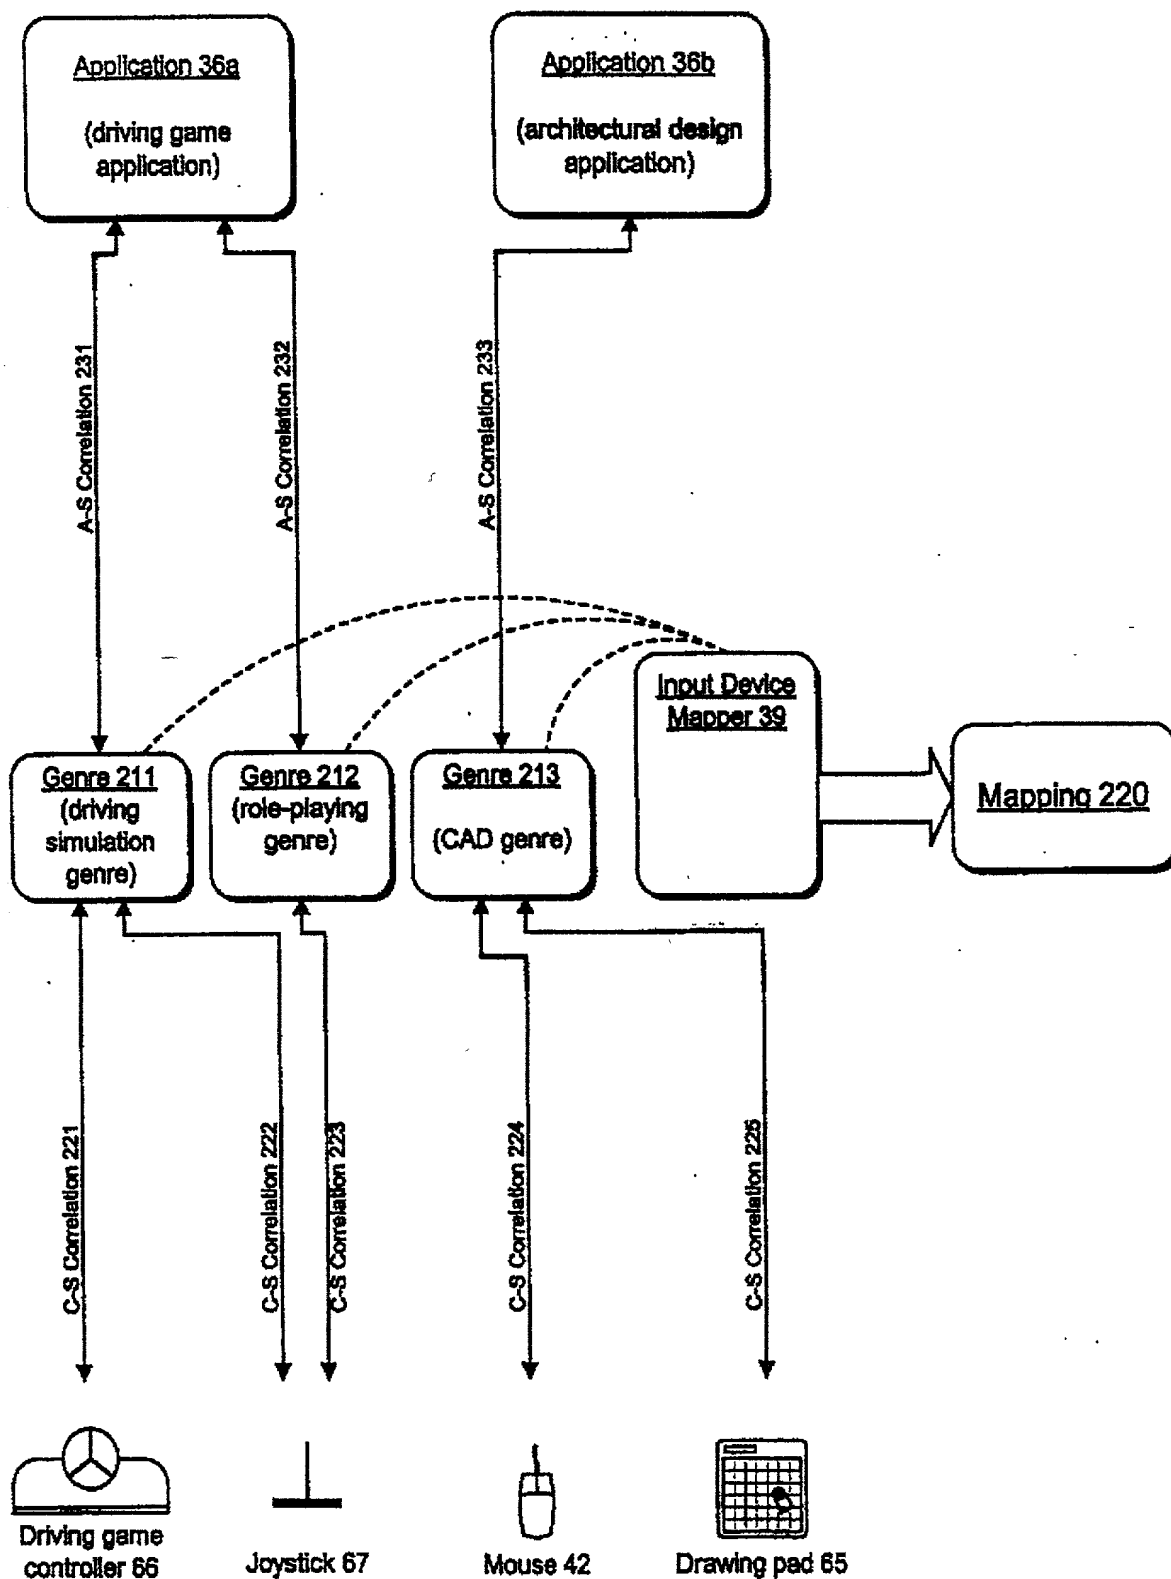 Application 36a
(driving game
application)
Application 36b
(architectural design
application)
A-S Correlation 231
A-S Correlation 232
A-S Correlation 233
Input Device
Mapper 39
Mapping 220
Genre 211
(driving
simulation
genre)
Genre 212
(role-playing
genre)
Genre 213
(CAD genre)
C-S Correlation 221
C-S Correlation 222
C-S Correlation 223
C-S Correlation 224
C-S Correlation 225
Driving game
controller 66
Joystick 67
Mouse 42
Drawing pad 65